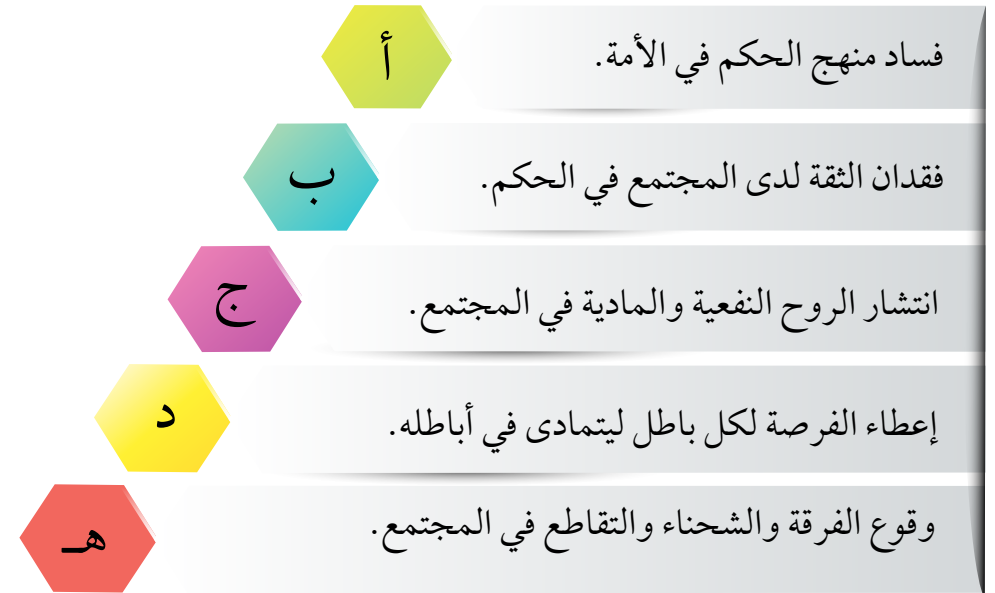 أ
فساد منهج الحكم في الأمة.
ب
فقدان الثقة لدى المجتمع في الحكم.
ج
انتشار الروح النفعية والمادية في المجتمع.
د
إعطاء الفرصة لكل باطل ليتمادى في أباطله.
هـ
وقوع الفرقة والشحناء والتقاطع في المجتمع.